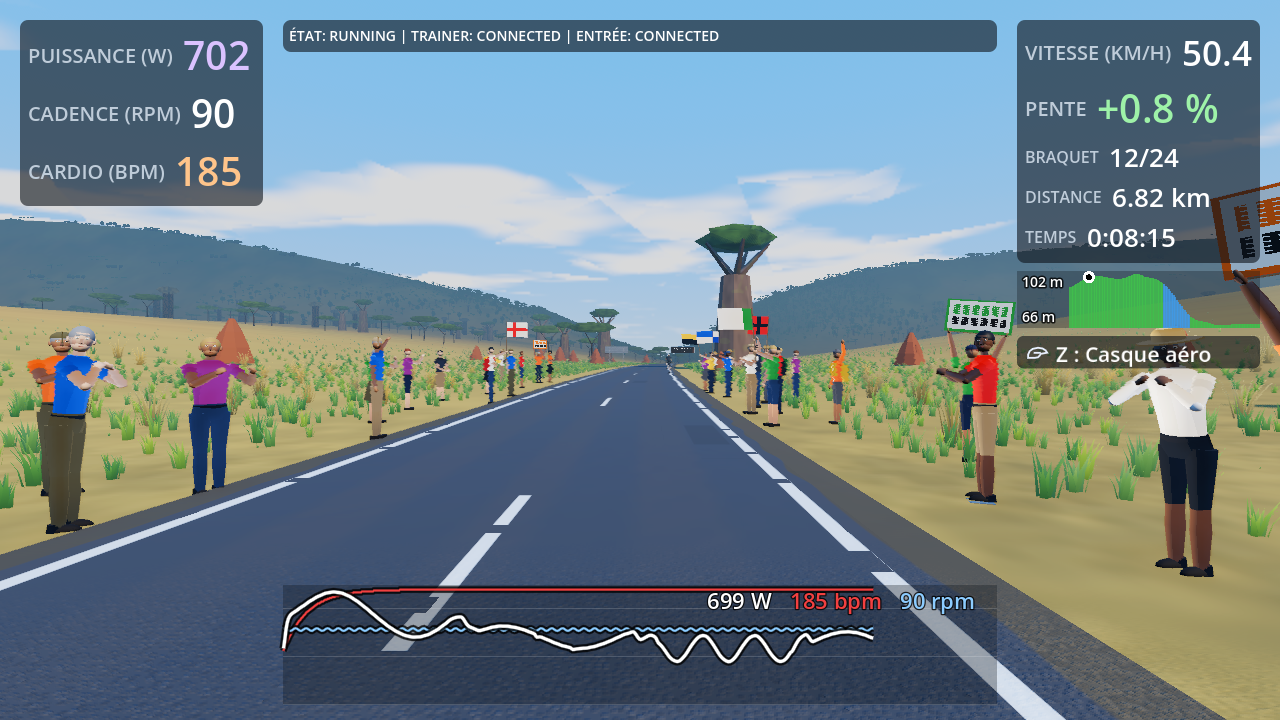 PUISSANCE (W) 702
CADENCE (RPM) 90
CARDIO (BPM) 185
ÉTAT: RUNNING | TRAINER: CONNECTED | ENTRÉE: CONNECTED
VITESSE (KM/H) 50.4
PENTE +0.8 %
BRAQUET 12/24
DISTANCE 6.82 km
TEMPS 0:08:15
102 m
66 m
Z : Casque aéro
699 W 185 bpm 90 rpm